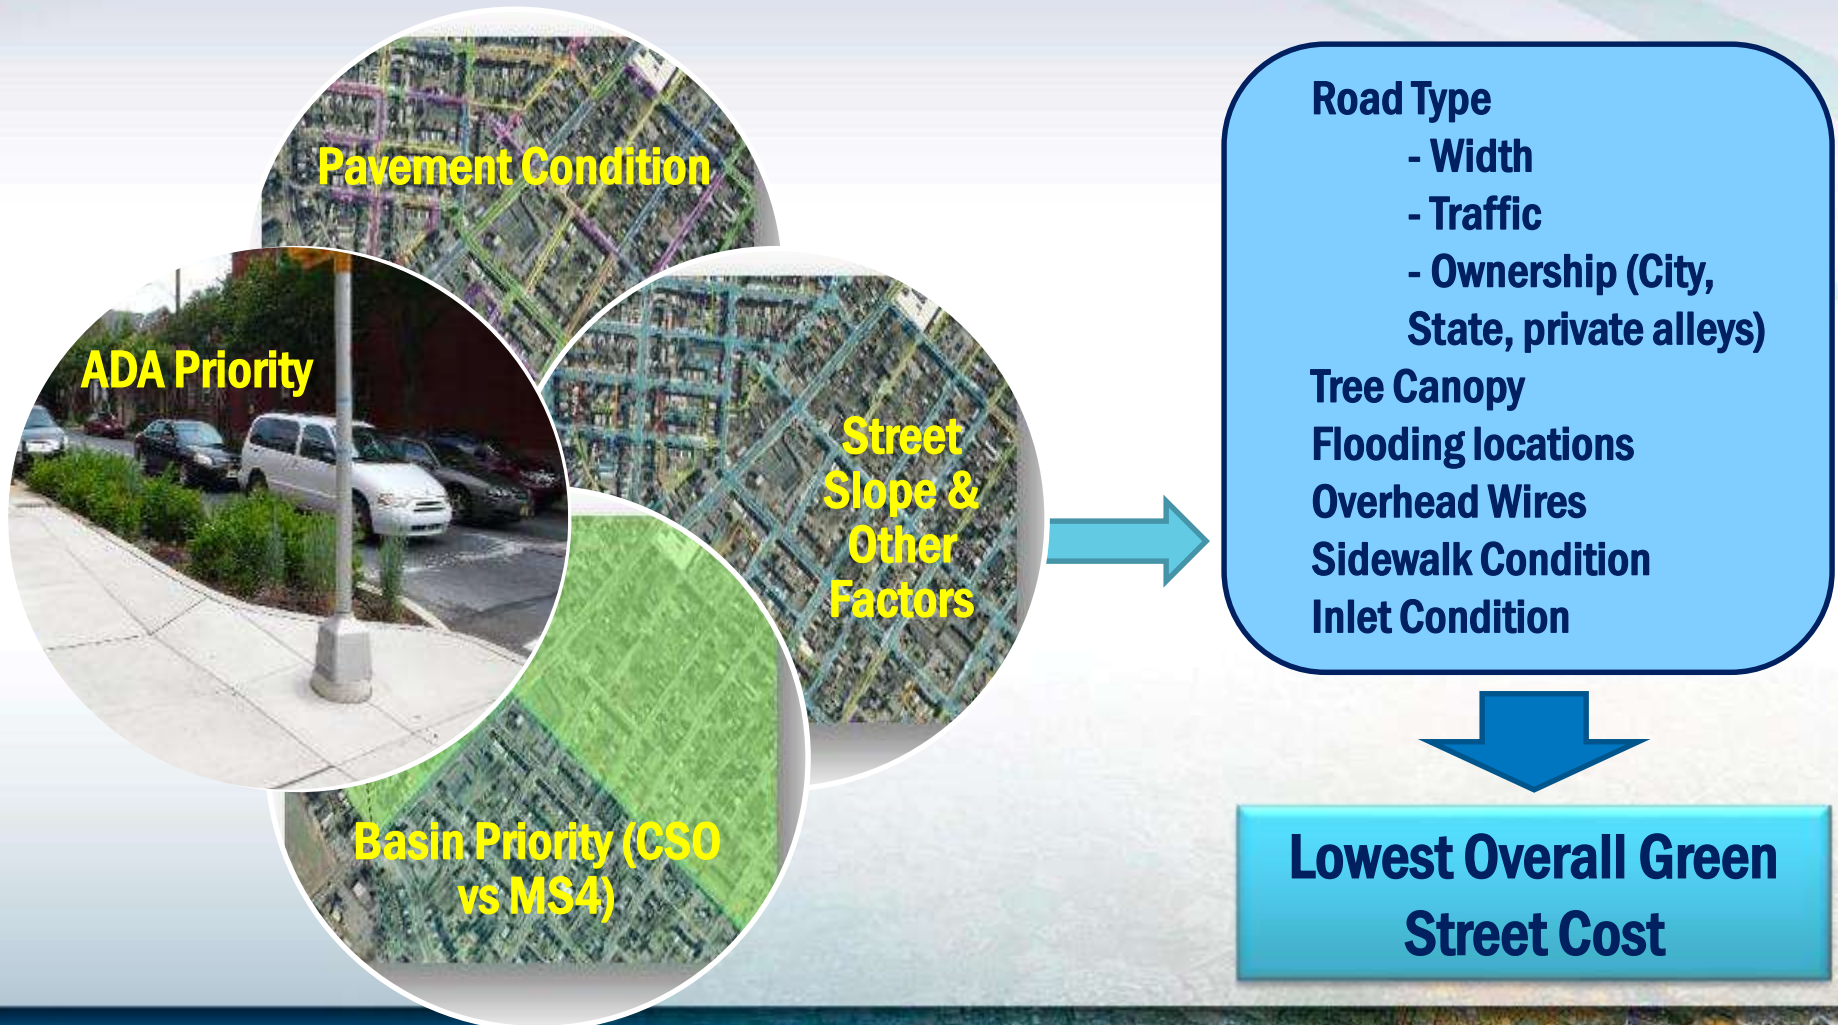 Pavement Condition
ADA Priority
Street
Slope &
Other
Factors
Basin Priority (CSO
vs MS4)
Road Type
- Width
- Traffic
- Ownership (City,
State, private alleys)
Tree Canopy
Flooding locations
Overhead Wires
Sidewalk Condition
Inlet Condition
Lowest Overall Green
Street Cost